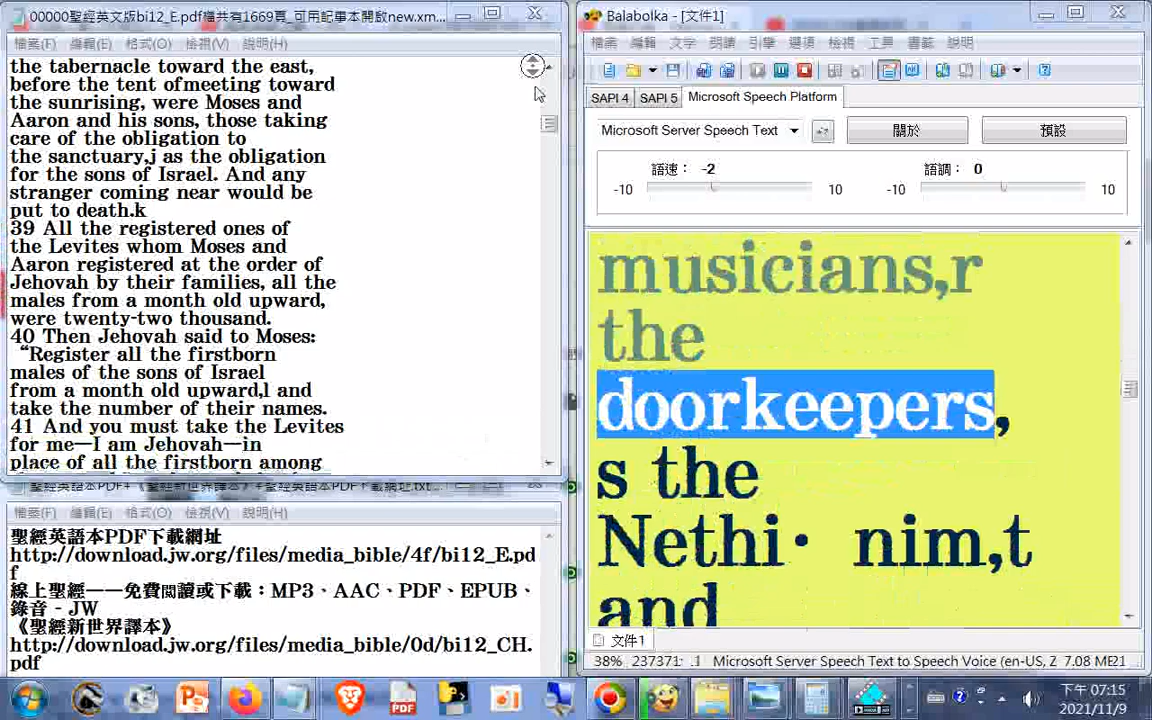 00000聖經英文版bi12_E.pdf檔共有1669頁_可用記事本開啟new.xm...
檔案(F) 編輯(E) 格式(O) 檢視(V) 說明(H)
the tabernacle toward the east,
before the tent ofmeeting toward
the sunrising, were Moses and
Aaron and his sons, those taking
care of the obligation to
the sanctuary,j as the obligation
for the sons of Israel. And any
stranger coming near would be
put to death.k
39 All the registered ones of
the Levites whom Moses and
Aaron registered at the order of
Jehovah by their families, all the
males from a month old upward,
were twenty-two thousand.
40 Then Jehovah said to Moses:
“Register all the firstborn
males of the sons of Israel
from a month old upward,l and
take the number of their names.
41 And you must take the Levites
for me—I am Jehovah—in
place of all the firstborn among
檔案(F) 編輯(E) 格式(O) 檢視(V) 說明(H)
聖經英語本PDF下載網址
http://download.jw.org/files/media_bible/4f/bi12_E.pd
f
線上聖經——免費閱讀或下載：MP3、AAC、PDF、EPUB、
錄音 - JW
《聖經新世界譯本》
http://download.jw.org/files/media_bible/0d/bi12_CH.
pdf
Balabolka - [文件1]
檔案 編輯 文字 朗讀 引擎 選項 檢視 工具 書籤 說明
SAPI 4 SAPI 5 Microsoft Speech Platform
Microsoft Server Speech Text 關於 預設
語速： -2 語調： 0
-10 10 -10 10
musicians,r
the
doorkeepers,
s the
Nethi· nim,t
and
文件1
38% 237371: Microsoft Server Speech Text to Speech Voice (en-US, Z 7.08 ME21
PDF
下午 07:15
2021/11/9